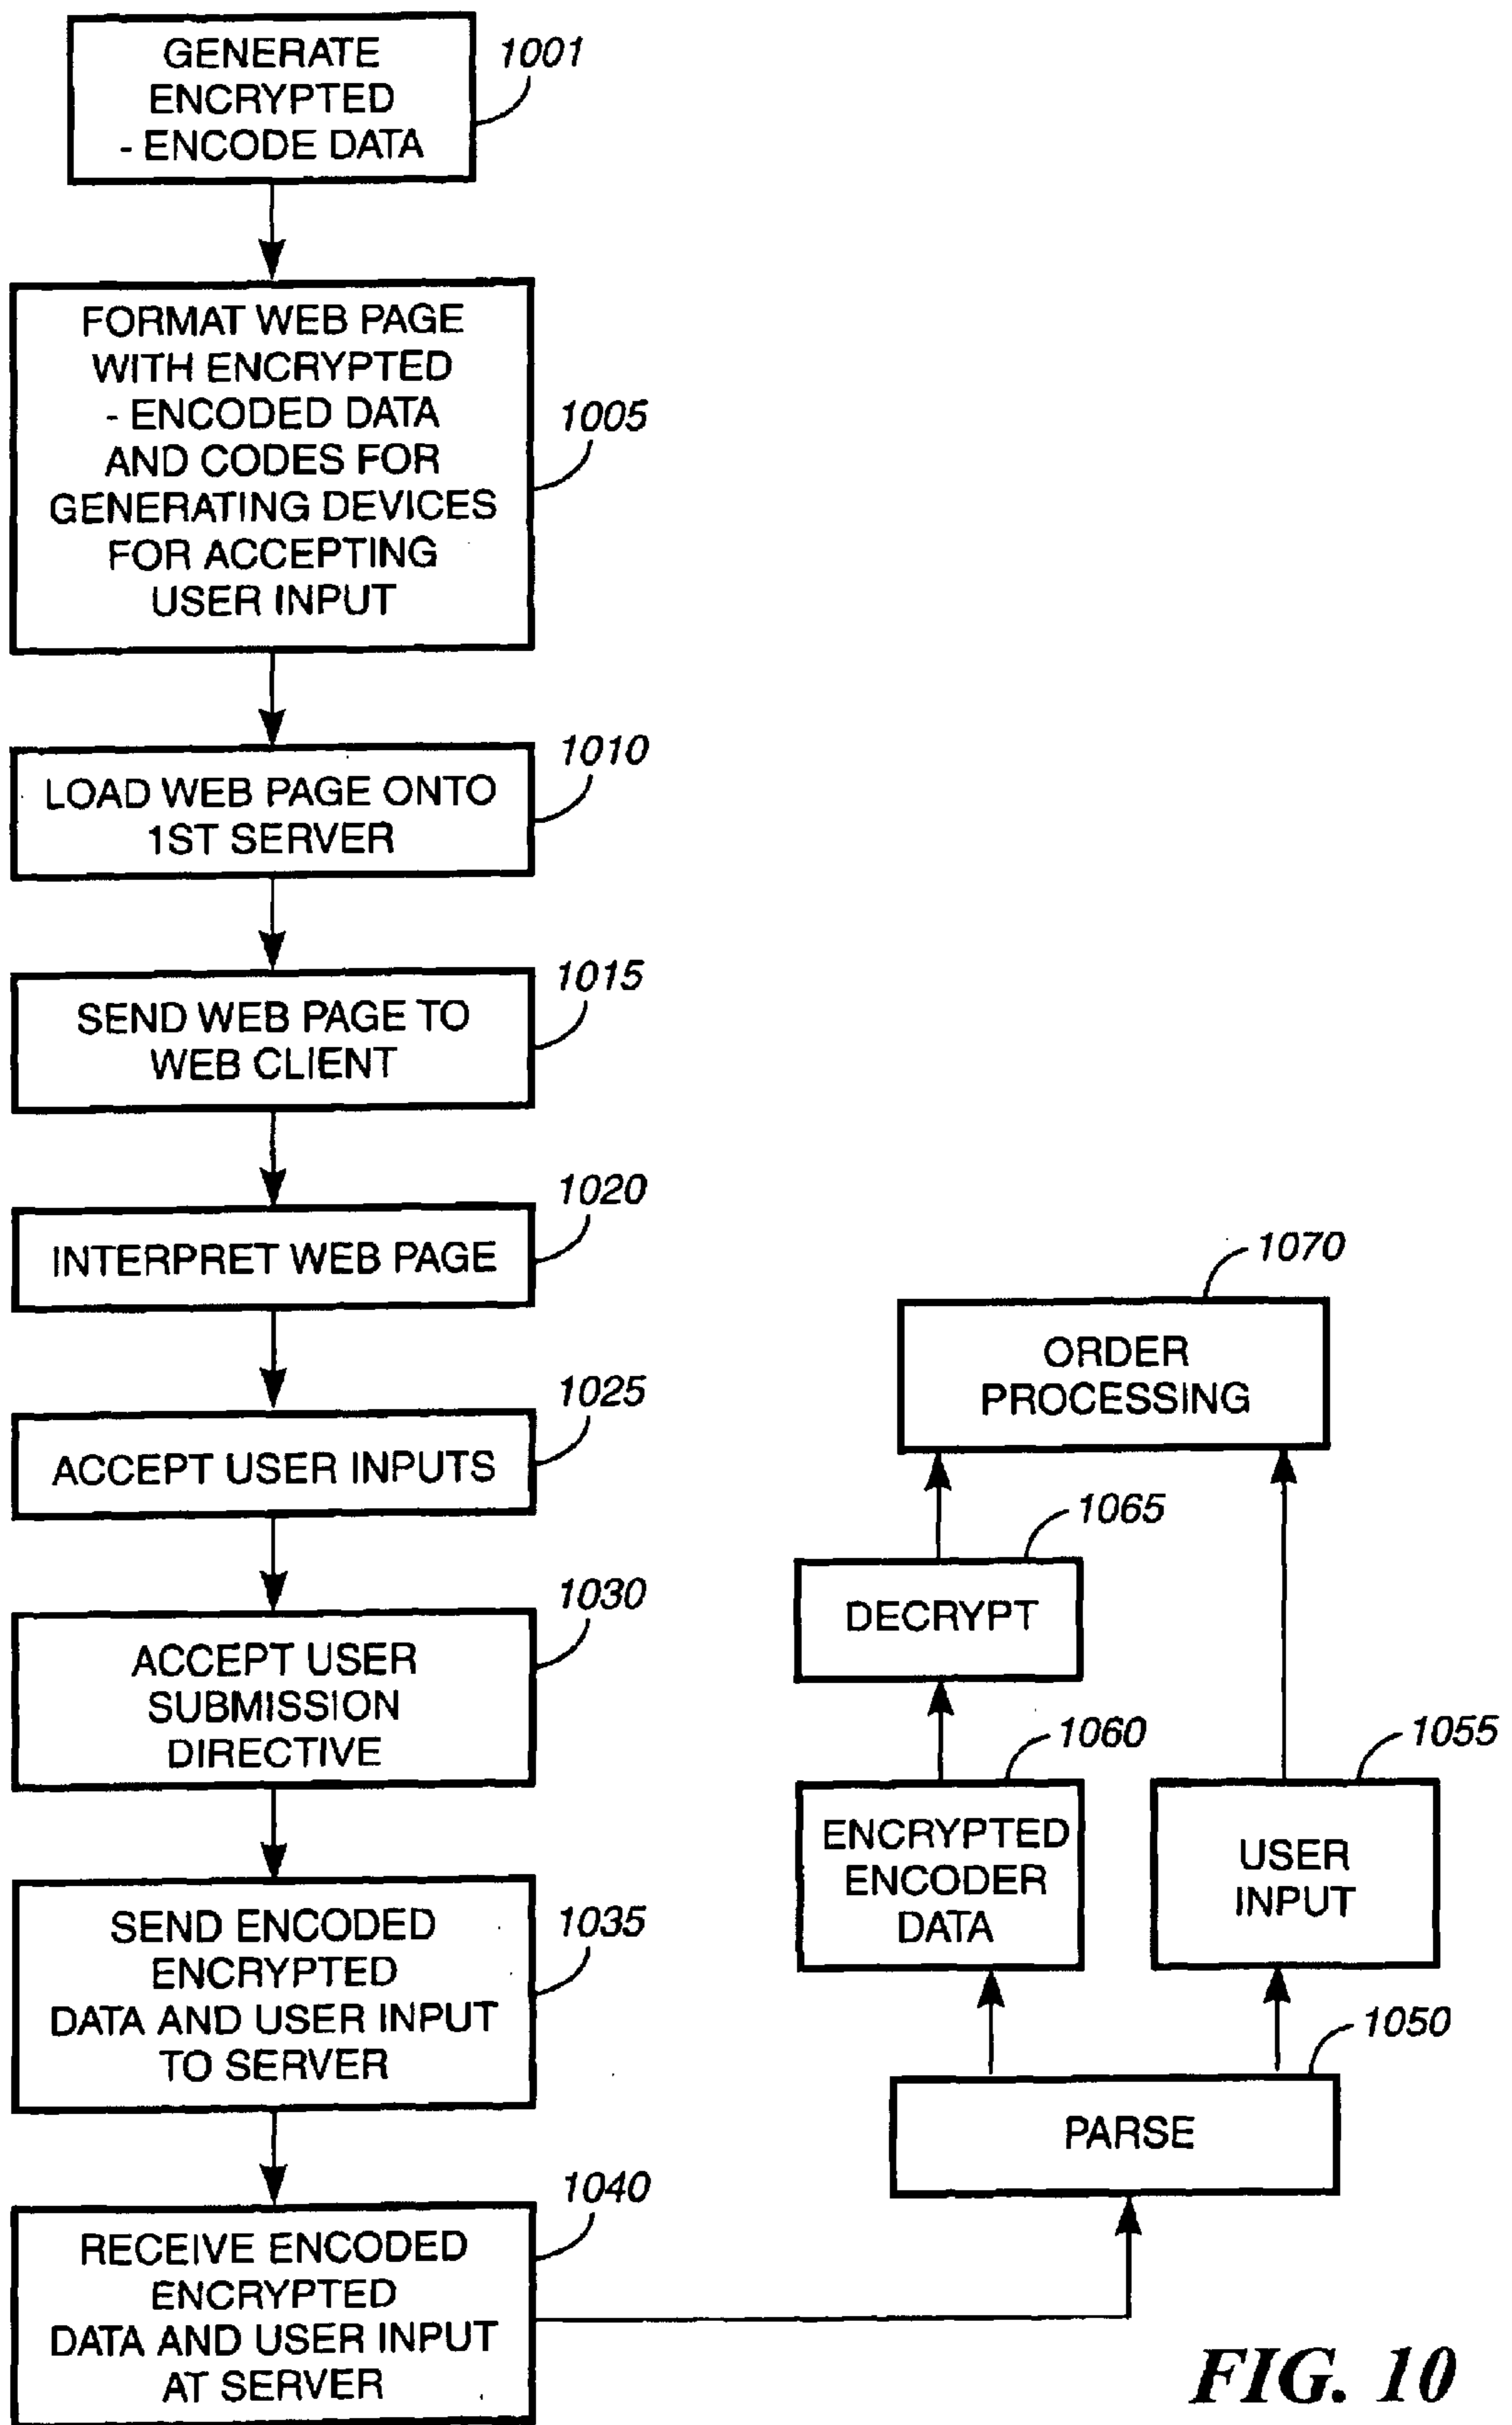 GENERATE
ENCRYPTED
- ENCODE DATA
1001
FORMAT WEB PAGE
WITH ENCRYPTED
- ENCODED DATA
AND CODES FOR
GENERATING DEVICES
FOR ACCEPTING
USER INPUT
1005
LOAD WEB PAGE ONTO
1ST SERVER
1010
SEND WEB PAGE TO
WEB CLIENT
1015
INTERPRET WEB PAGE
1020
ACCEPT USER INPUTS
1025
ACCEPT USER
SUBMISSION
DIRECTIVE
1030
SEND ENCODED
ENCRYPTED
DATA AND USER INPUT
TO SERVER
1035
RECEIVE ENCODED
ENCRYPTED
DATA AND USER INPUT
AT SERVER
1040
1070
ORDER
PROCESSING
1065
DECRYPT
1060
ENCRYPTED
ENCODER
DATA
1055
USER
INPUT
1050
PARSE
FIG. 10